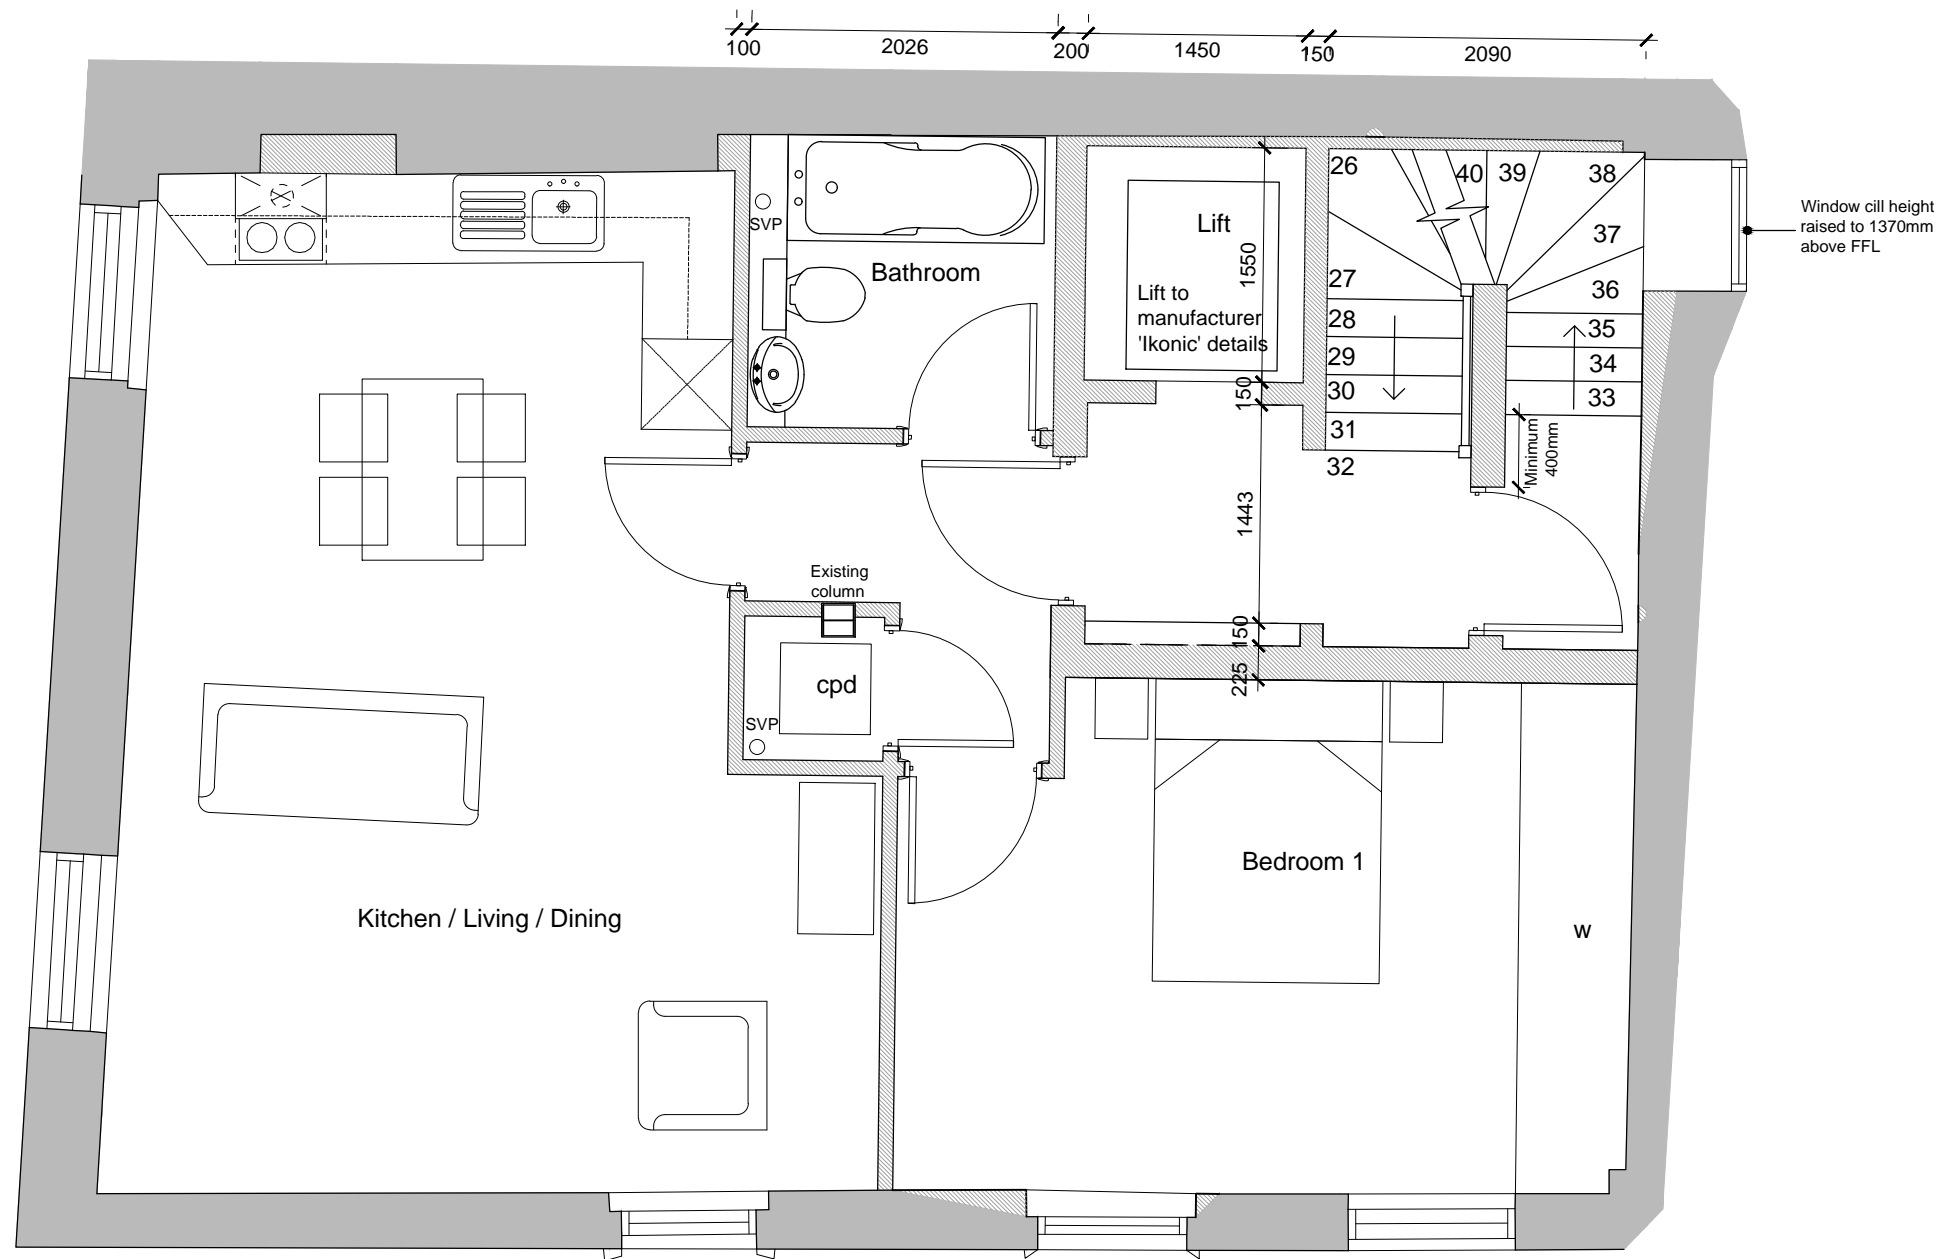 100
2026
200
1450
150
2090
Window cill height
raised to 1370mm
above FFL
SVP
Bathroom
Lift
1550
Lift to
manufacturer
'Ikonic' details
150
26
40
39
38
37
27
36
28
35
29
34
30
33
31
32
Minimum
400mm
1443
Existing
column
150
225
cpd
SVP
Bedroom 1
Kitchen / Living / Dining
w